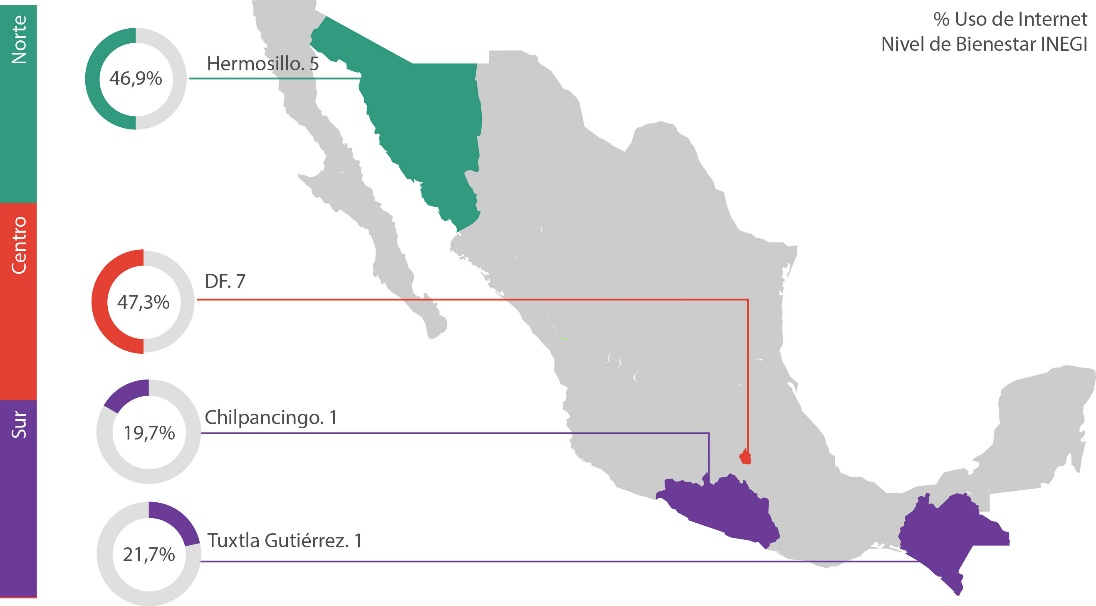 % Uso de Internet
Nivel de Bienestar INEGI
Norte
46,9%
Hermosillo. 5
Centro
47,3%
DF. 7
Sur
19,7%
Chilpancingo. 1
21,7%
Tuxtla Gutiérrez. 1